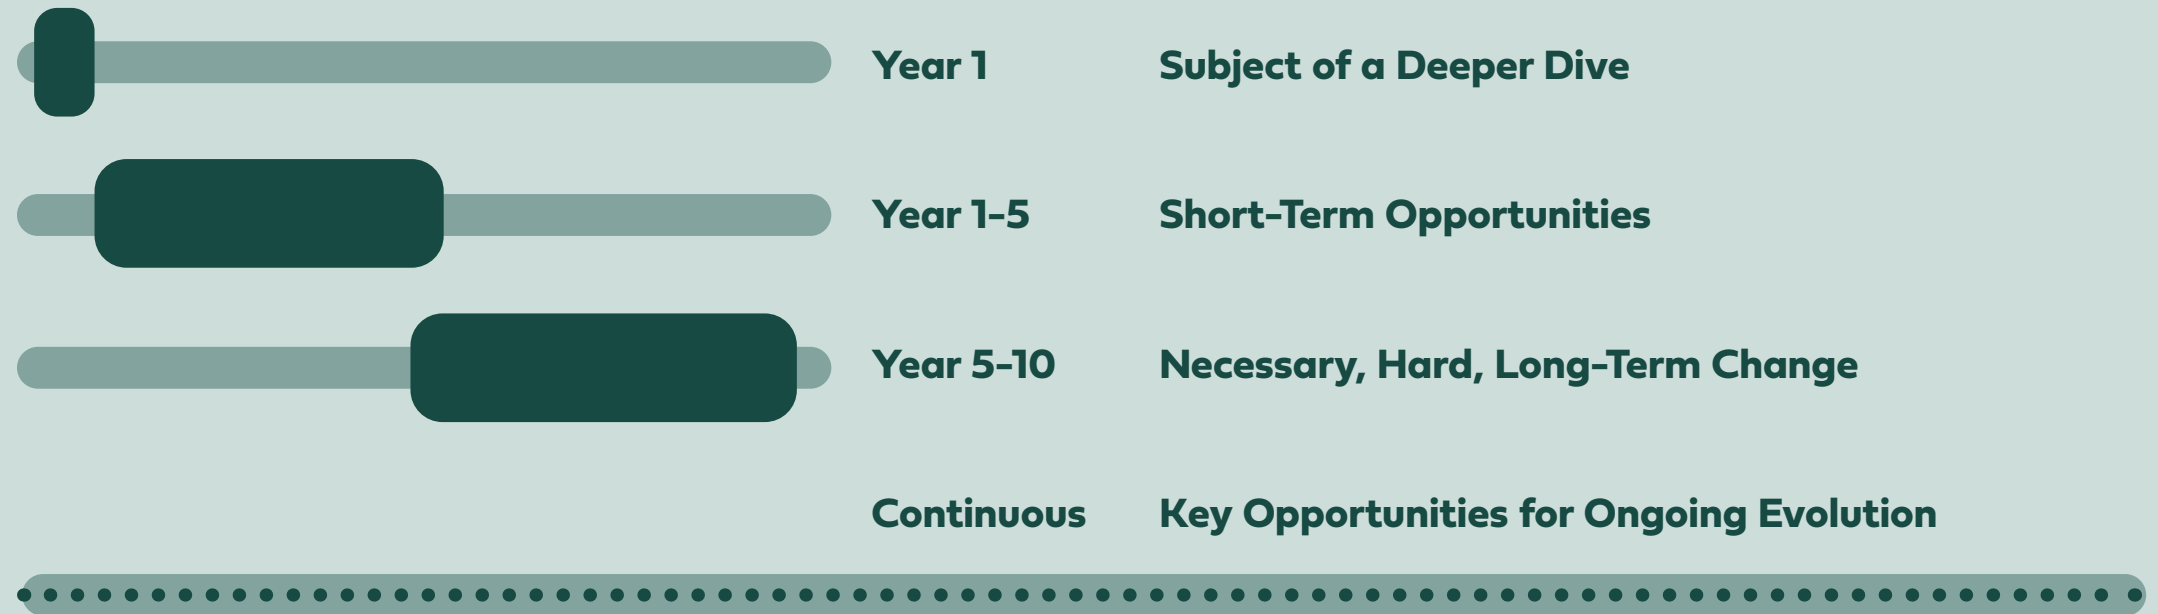 Year 1 Subject of a Deeper Dive
Year 1-5 Short-Term Opportunities
Year 5-10 Necessary, Hard, Long-Term Change
Continuous Key Opportunities for Ongoing Evolution